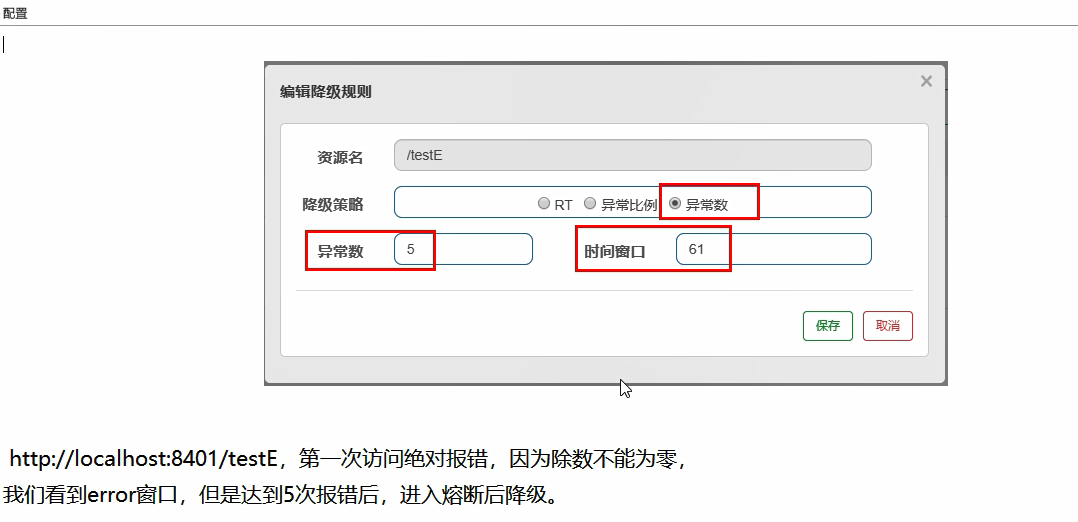 配置
编辑降级规则
×
资源名 /testE
降级策略 RT 异常比例 异常数
异常数 5 时间窗口 61
保存 取消
http://localhost:8401/testE，第一次访问绝对报错，因为除数不能为零，
我们看到error窗口，但是达到5次报错后，进入熔断后降级。